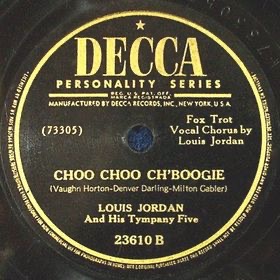 DECCA
PERSONALITY SERIES
REG. U.S. PAT. OFF.
MARCA REGISTRADA
MANUFACTURED BY DECCA RECORDS, INC., NEW YORK, U.S.A.
(73305)
Fox Trot
Vocal Chorus by
Louis Jordan
CHOO CHOO CH'BOOGIE
(Vaughn Horton-Denver Darling-Milton Gabler)
LOUIS JORDAN
And His Tympany Five
23610 B